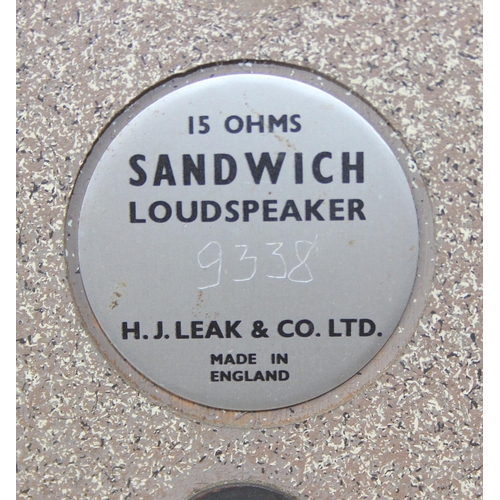 15 OHMS
SANDWICH
LOUDSPEAKER
9338
H. J. LEAK & CO. LTD.
MADE IN
ENGLAND